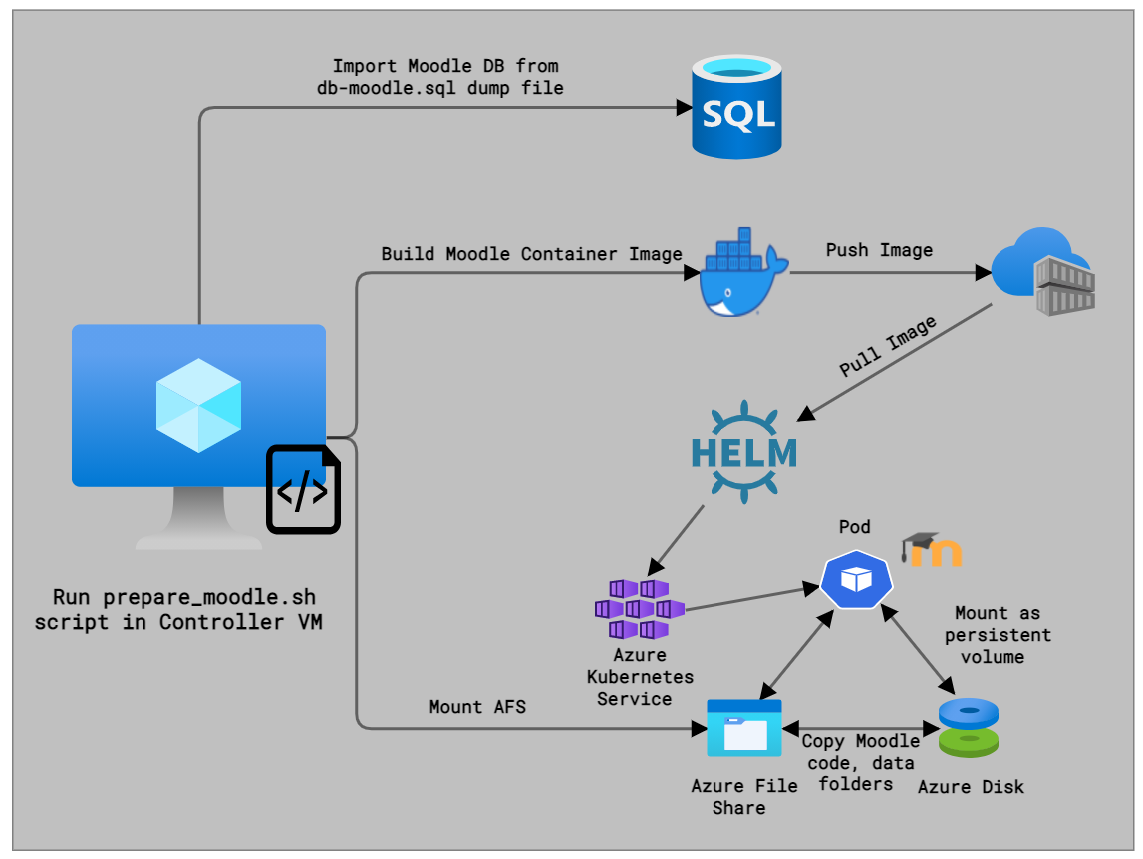 Import Moodle DB from
db-moodle.sql dump file
SQL
Build Moodle Container Image
Push Image
Pull Image
HELM
Pod
m
</>
Run prepare_moodle.sh
script in Controller VM
Azure
Kubernetes
Service
Mount as
persistent
volume
Mount AFS
Copy Moodle
code, data
folders
Azure File
Share
Azure Disk